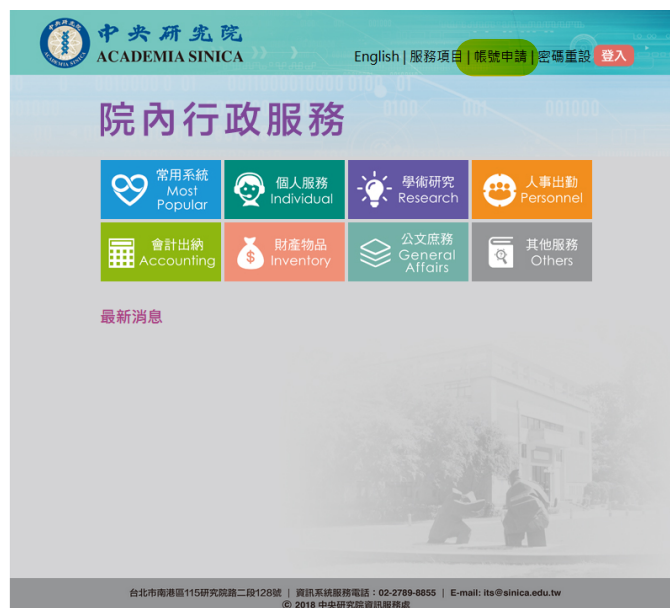 中央研究院
ACADEMIA SINICA
English | 服務項目 | 帳號申請 | 密碼重設 登入
院內行政服務
常用系統
Most
Popular
個人服務
Individual
學術研究
Research
人事出勤
Personnel
會計出納
Accounting
財產物品
Inventory
公文庶務
General
Affairs
其他服務
Others
最新消息
台北市南港區115研究院路二段128號 | 資訊系統服務電話：02-2789-8855 | E-mail: its@sinica.edu.tw
© 2018 中央研究院資訊服務處